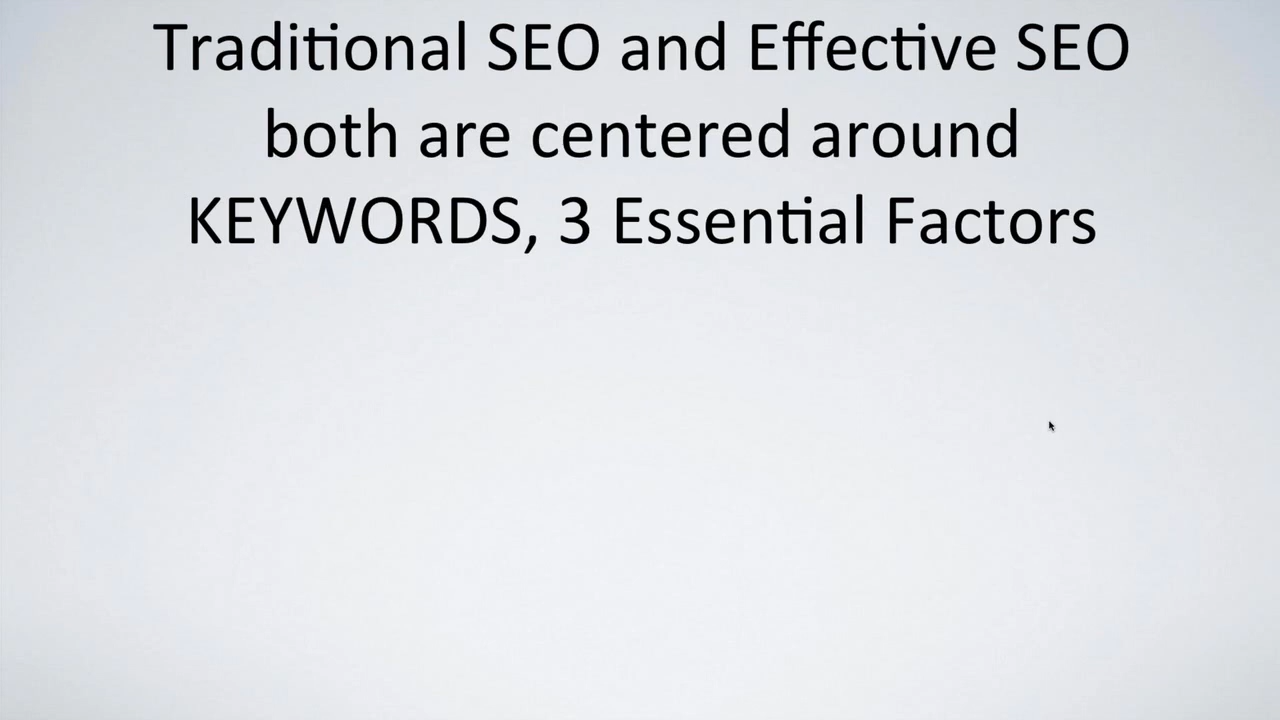 Traditional SEO and Effective SEO
both are centered around
KEYWORDS, 3 Essential Factors